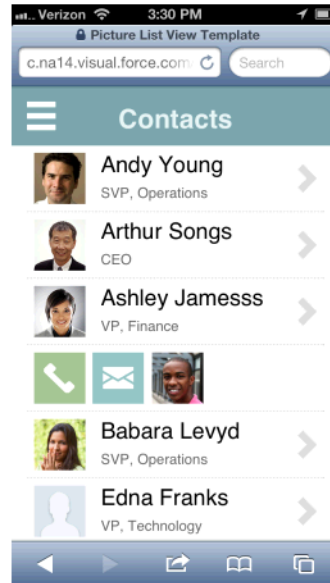 Verizon 3:30 PM
Picture List View Template
c.na14.visual.force.com
Search
Contacts
Andy Young
SVP, Operations
Arthur Songs
CEO
Ashley Jamesss
VP, Finance
Babara Levyd
SVP, Operations
Edna Franks
VP, Technology